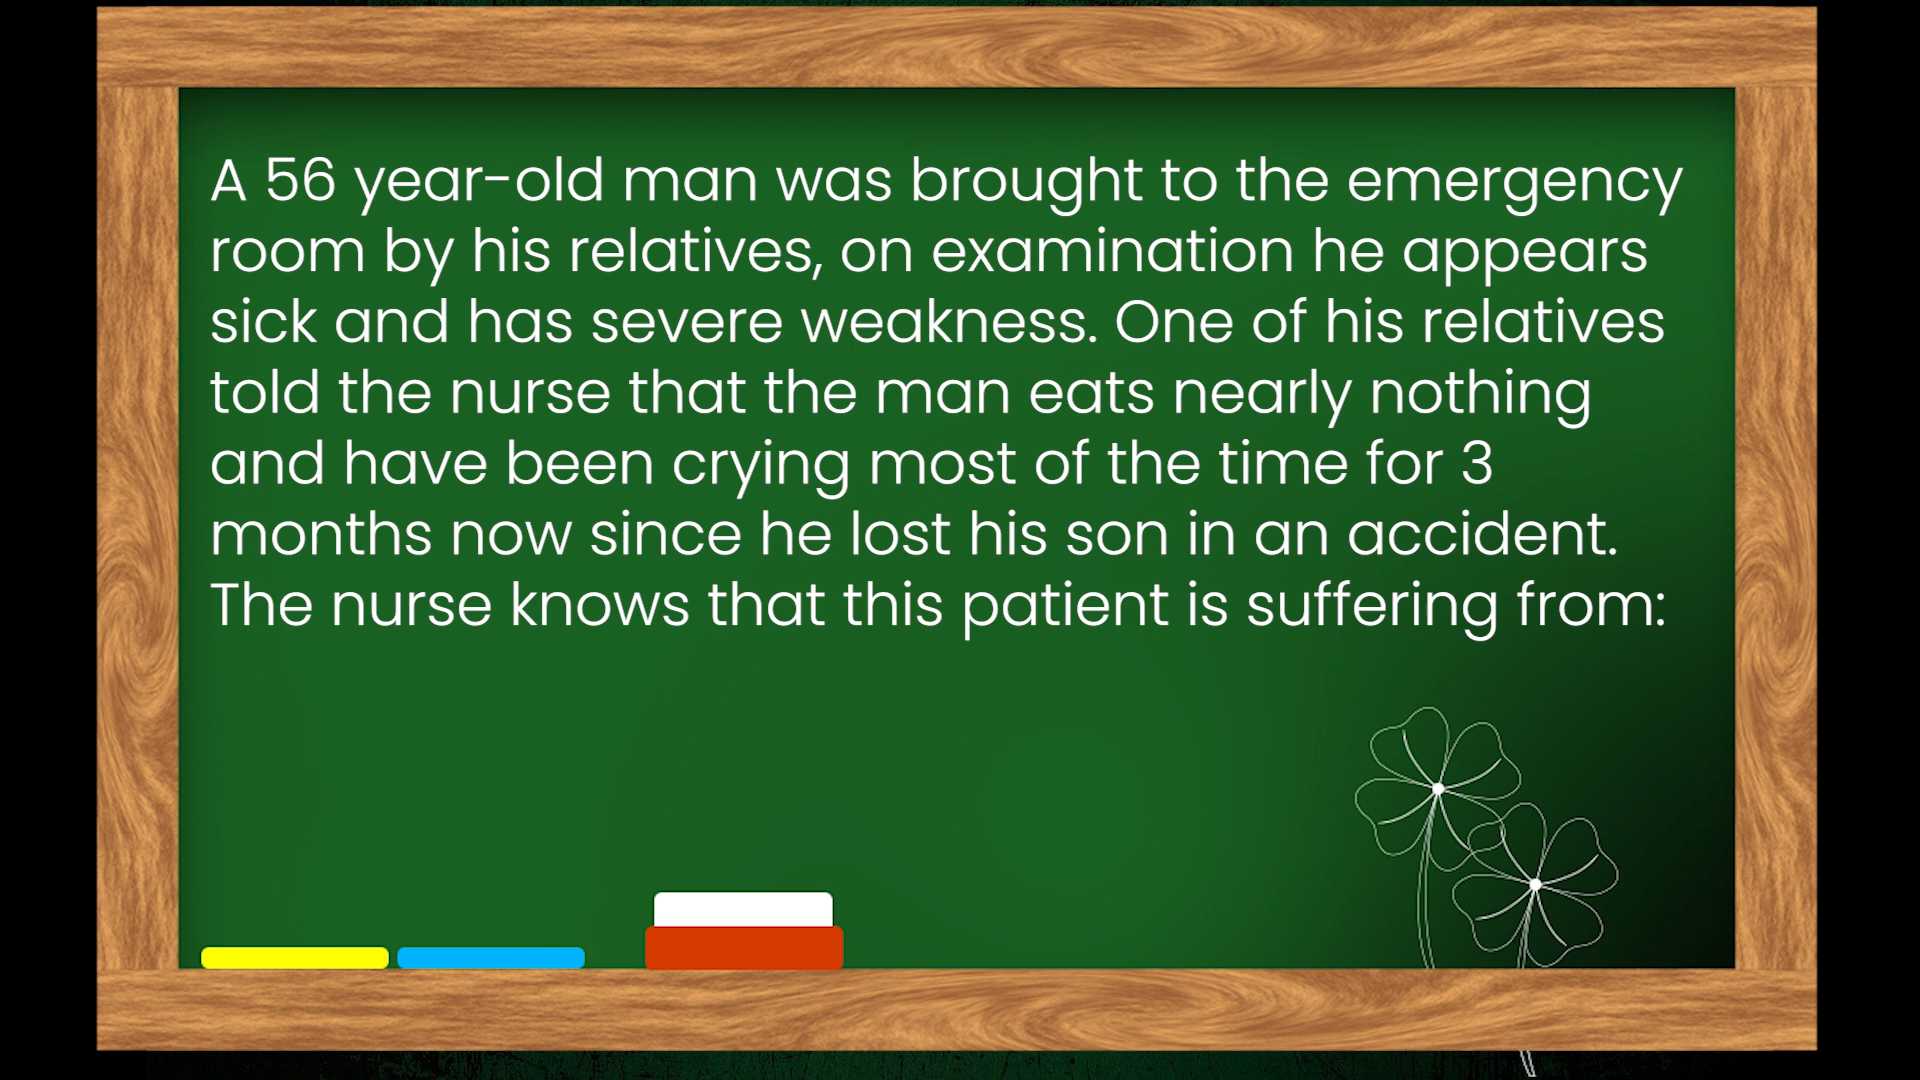 A 56 year-old man was brought to the emergency
room by his relatives, on examination he appears
sick and has severe weakness. One of his relatives
told the nurse that the man eats nearly nothing
and have been crying most of the time for 3
months now since he lost his son in an accident.
The nurse knows that this patient is suffering from: